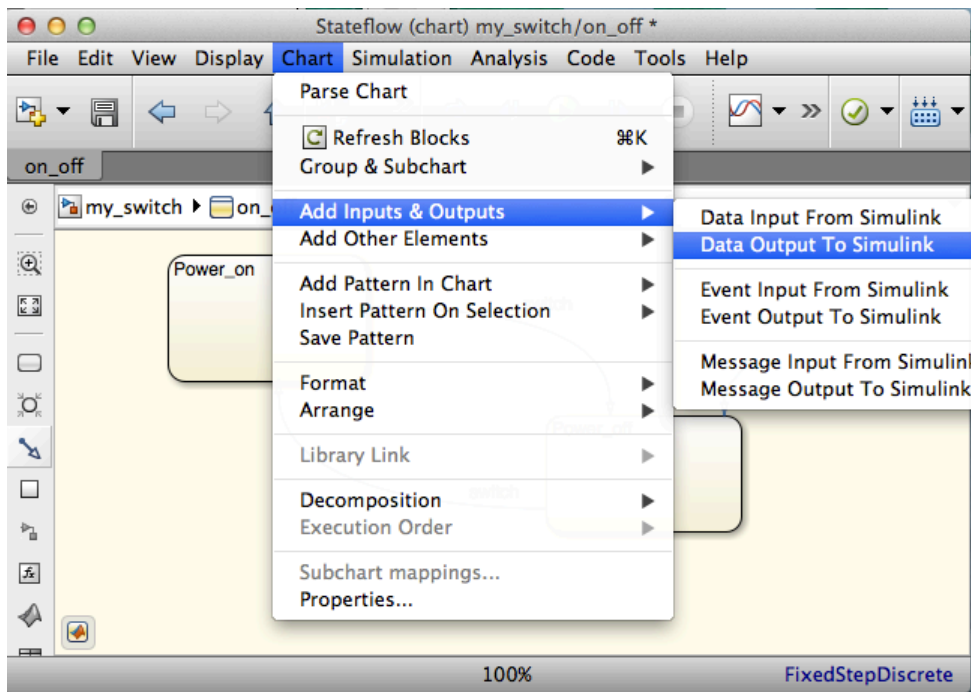 Stateflow (chart) my_switch/on_off *
File Edit View Display Chart Simulation Analysis Code Tools Help
on_off
my_switch on_
Parse Chart
Refresh Blocks ⌘K
Group & Subchart
Add Inputs & Outputs
Add Other Elements
Add Pattern In Chart
Insert Pattern On Selection
Save Pattern
Format
Arrange
Library Link
Decomposition
Execution Order
Subchart mappings...
Properties...
Data Input From Simulink
Data Output To Simulink
Event Input From Simulink
Event Output To Simulink
Message Input From Simulink
Message Output To Simulink
Power_on
Power_off
switch
100%
FixedStepDiscrete